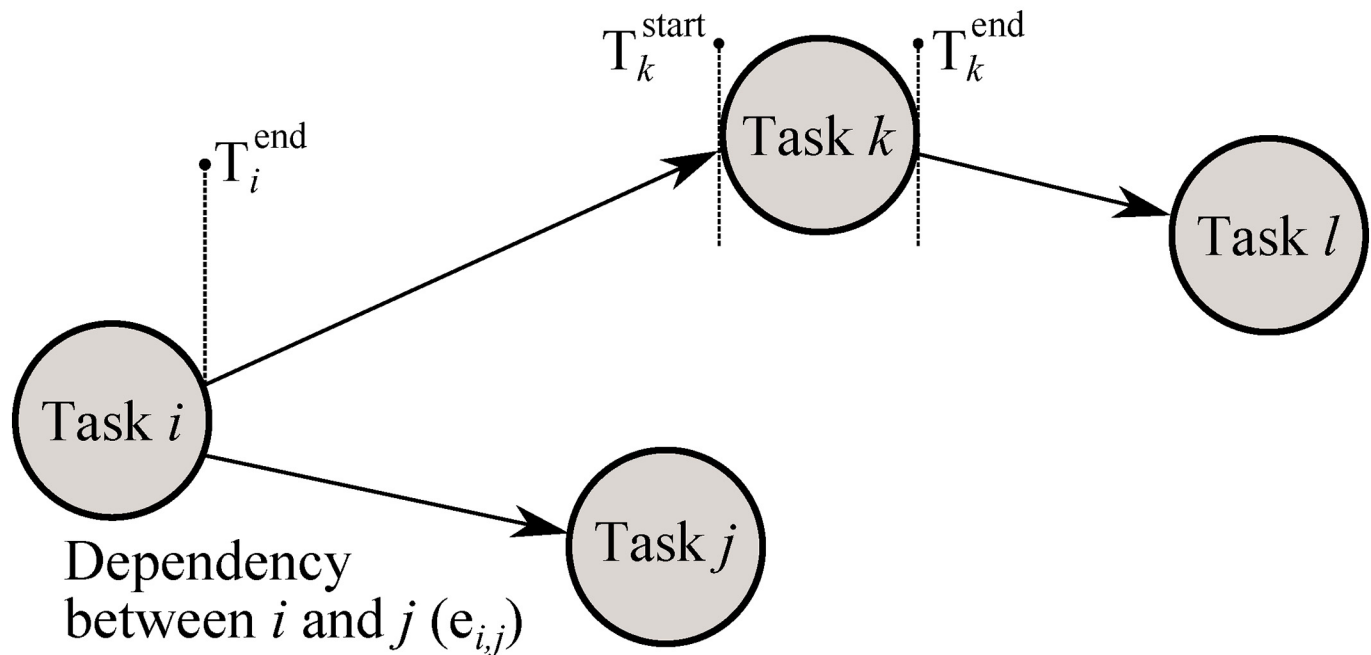 T_k^start
T_k^end
Task k
T_i^end
Task l
Task i
Task j
Dependency
between i and j (e_i,j)